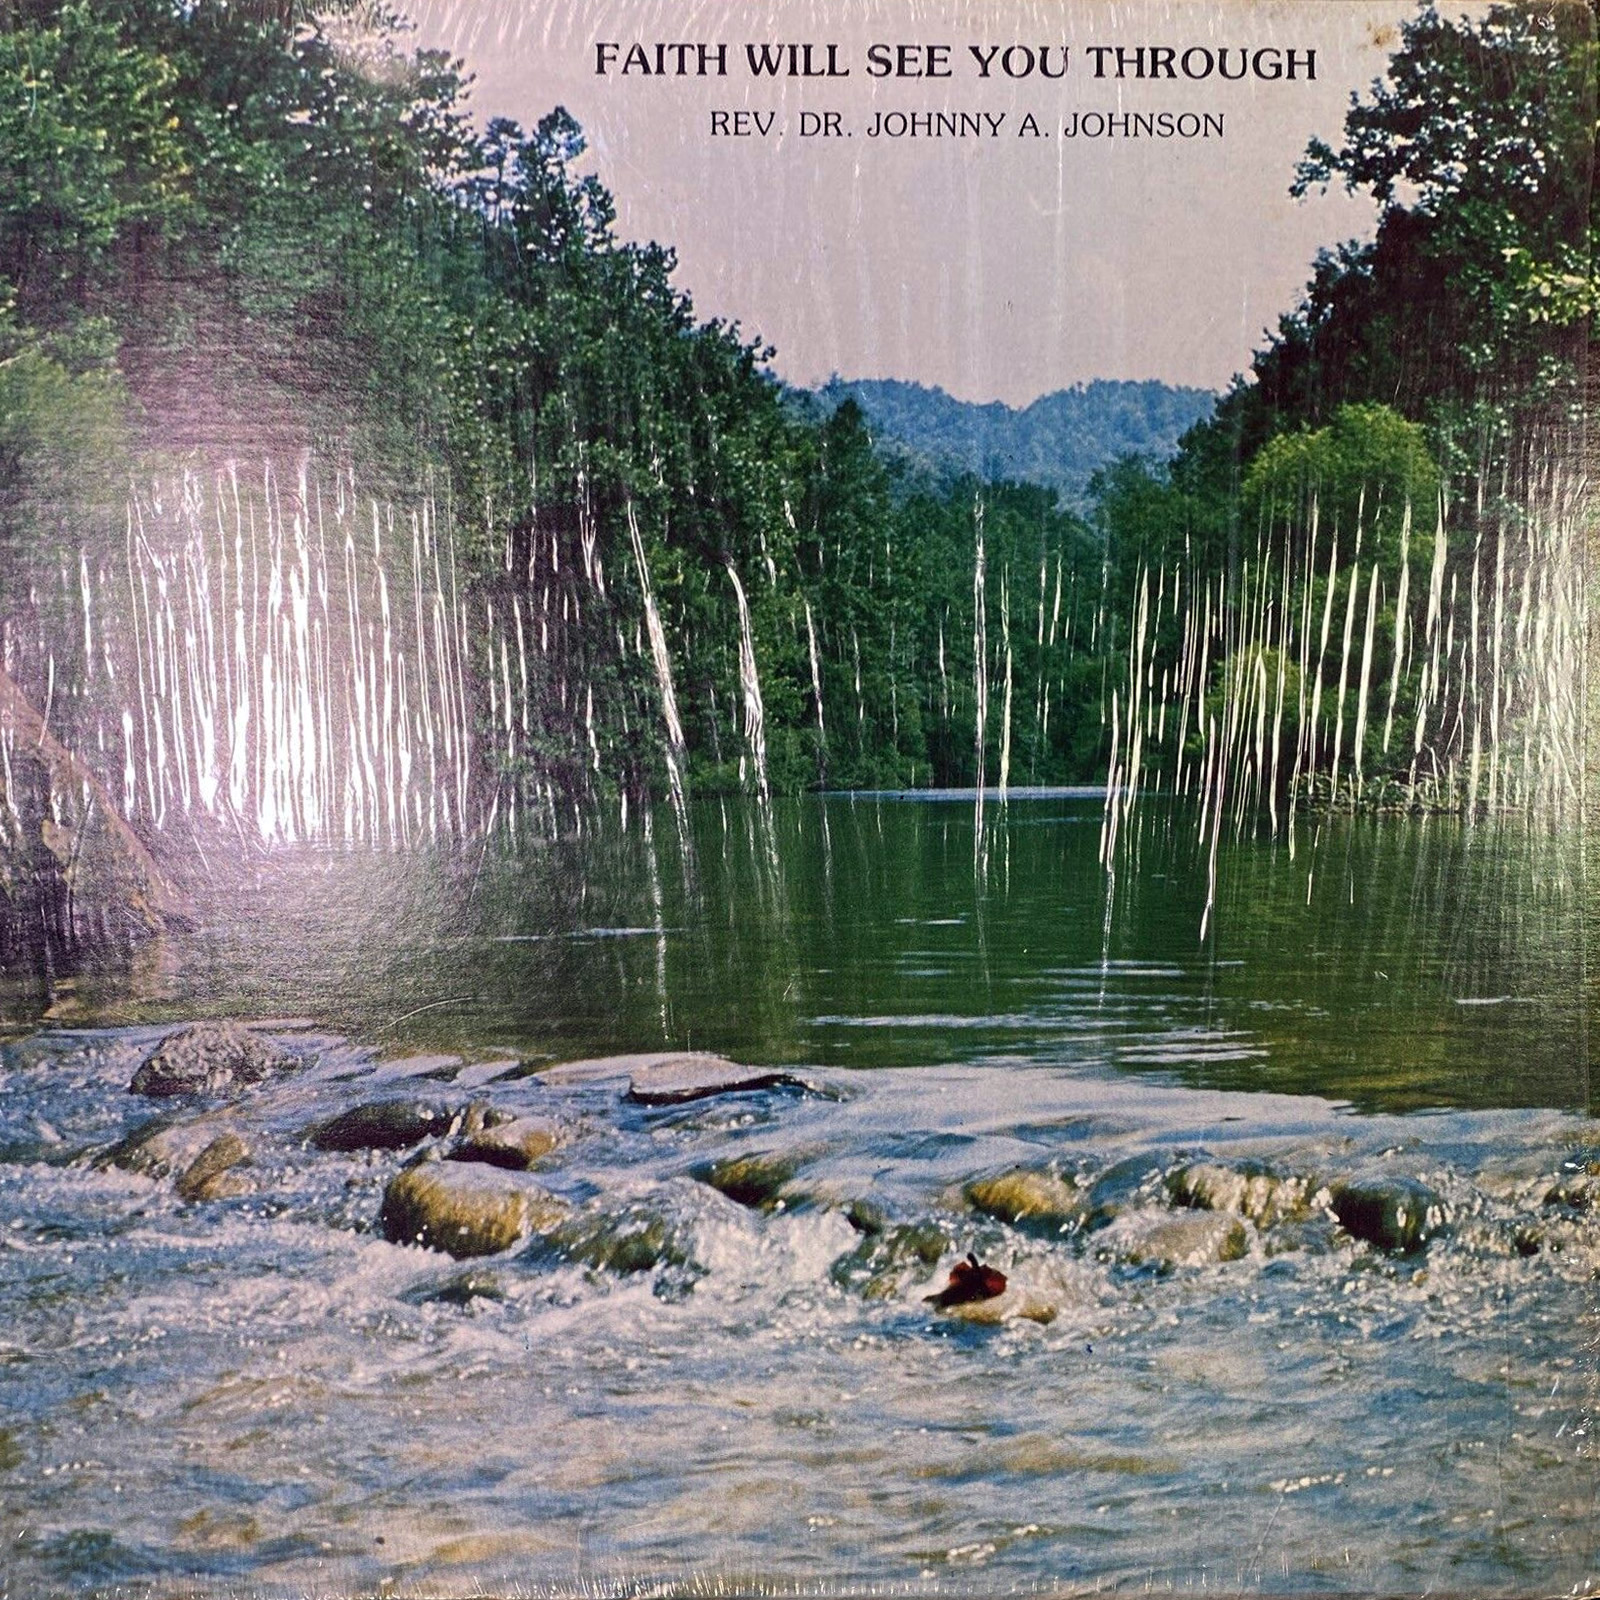 FAITH WILL SEE YOU THROUGH
REV. DR. JOHNNY A. JOHNSON